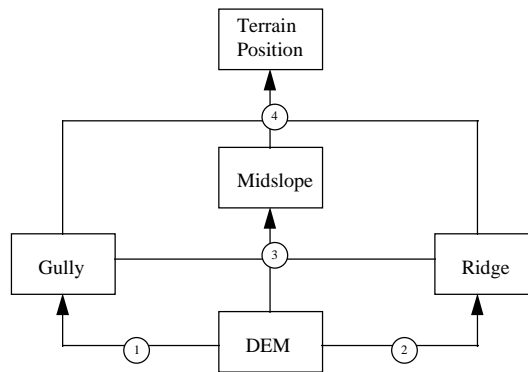 Terrain
Position
4
Midslope
Gully
3
Ridge
1
DEM
2